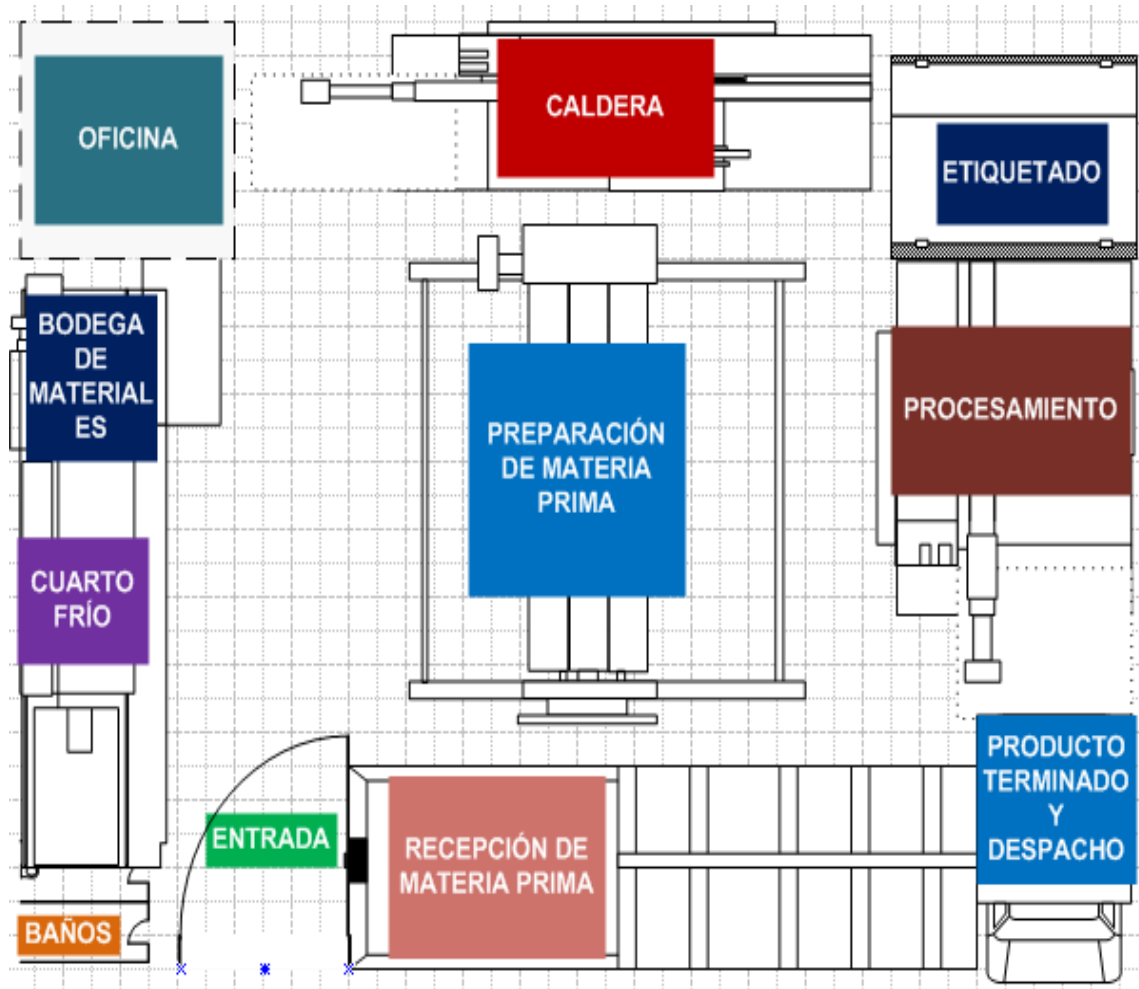 OFICINA
CALDERA
ETIQUETADO
BODEGA
DE
MATERIAL
ES
PREPARACIÓN
DE MATERIA
PRIMA
PROCESAMIENTO
CUARTO
FRÍO
ENTRADA
RECEPCIÓN DE
MATERIA PRIMA
PRODUCTO
TERMINADO
Y
DESPACHO
BAÑOS